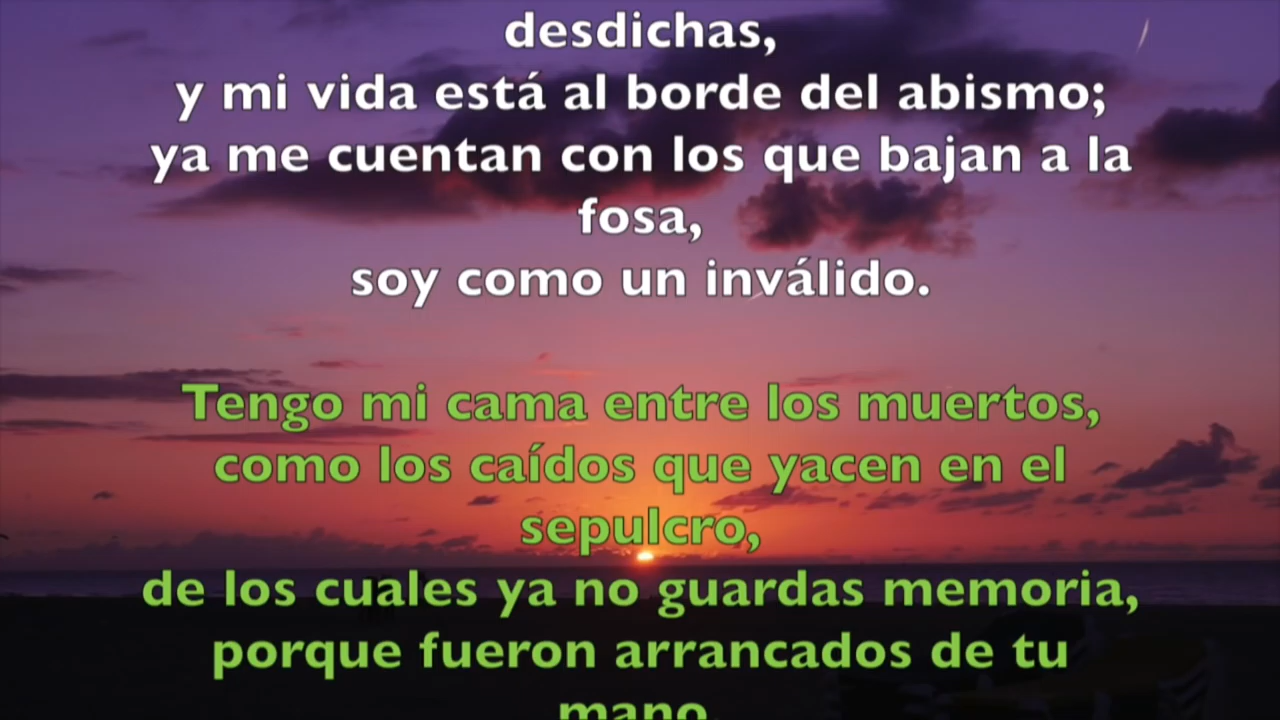 desdichas,
y mi vida está al borde del abismo;
ya me cuentan con los que bajan a la
fosa,
soy como un inválido.
Tengo mi cama entre los muertos,
como los caídos que yacen en el
sepulcro,
de los cuales ya no guardas memoria,
porque fueron arrancados de tu
mano.